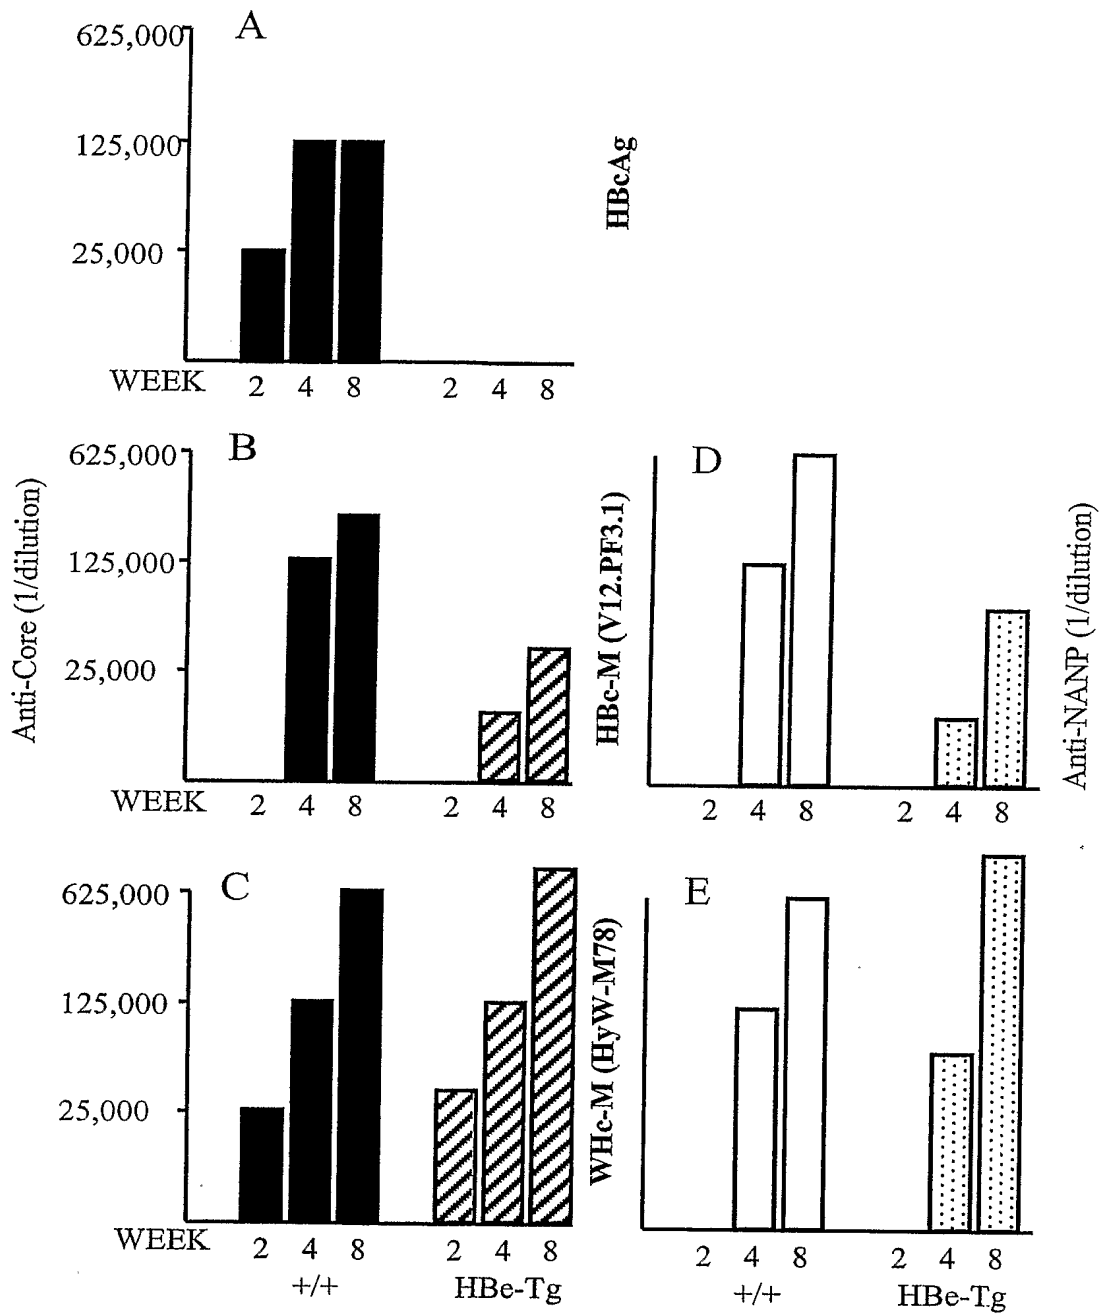 A
625,000
125,000
25,000
WEEK 2 4 8 2 4 8
HBcAg
Anti-Core (1/dilution)
B
625,000
125,000
25,000
WEEK 2 4 8 2 4 8
HBc-M (V12.PF3.1)
D
2 4 8 2 4 8
Anti-NANP (1/dilution)
C
625,000
125,000
25,000
WEEK 2 4 8 2 4 8
+/+ HBe-Tg
WHc-M (HyW-M78)
E
2 4 8 2 4 8
+/+ HBe-Tg